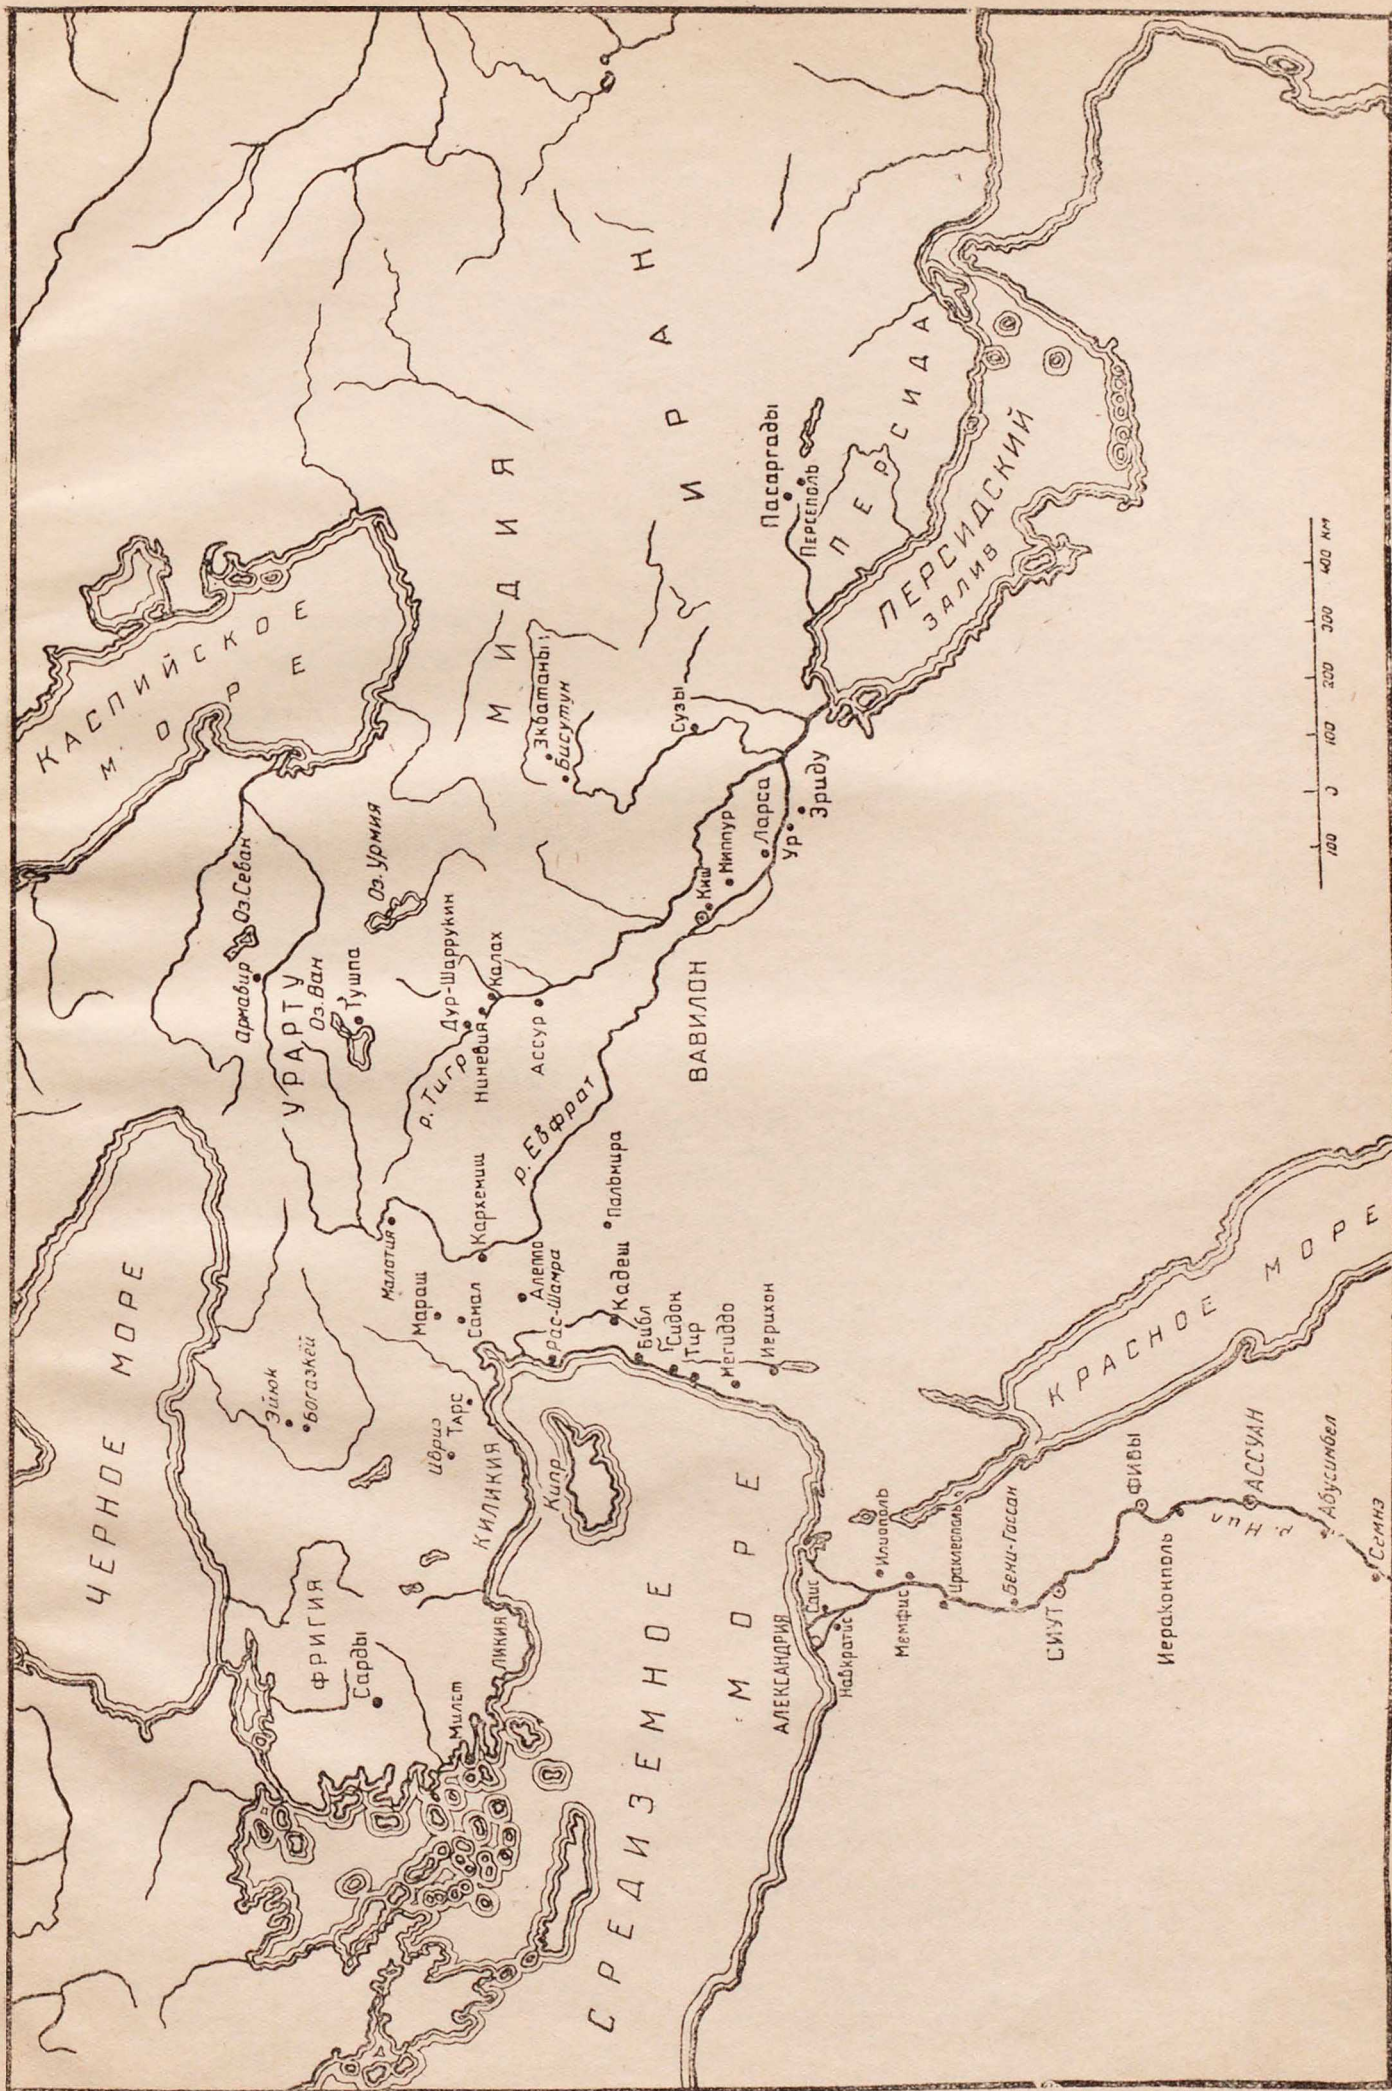 ЧЕРНОЕ МОРЕ
КАСПИЙСКОЕ
МОРЕ
Эйюк
Богазкёй
ФРИГИЯ
Сарды
Милет
ЛИКИЯ
КИЛИКИЯ
Ивриз
ТАРС
Кипр
Малатия
Мараш
Самал
Кархемиш
Алеппо
Рас-Шамра
Кадеш
Пальмира
Библ
Сидон
Тир
Мегиддо
Иерихон
УРАРТУ
Армавир
Оз.Севан
Оз.Ван
Тушпа
Оз.Урмия
р.Тигр
Дур-Шаррукин
Ниневия
Калах
АССУР
р.Евфрат
ВАВИЛОН
Киш
Ниппур
Ларса
Ур
Эриду
МИДИЯ
Экбатаны
Бисутун
Сузы
ИРАН
Пасаргады
ПЕРСЕПОЛЬ
ПЕРСИДА
ПЕРСИДСКИЙ
ЗАЛИВ
СРЕДИЗЕМНОЕ
МОРЕ
АЛЕКСАНДРИЯ
Саис
Навкратис
Илиополь
Мемфис
Ираклеополь
Бени-Гассан
СИУТ
ФИВЫ
Иераконполь
АССУАН
р.Нил
Абусимбел
Семнэ
КРАСНОЕ МОРЕ
100 0 100 200 300 400 км